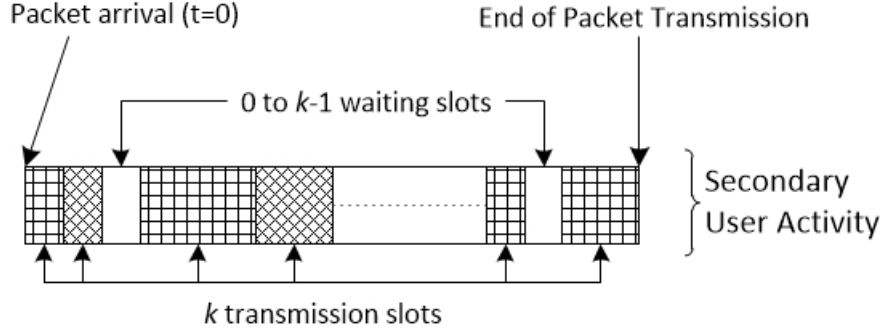 Packet arrival (t=0)
End of Packet Transmission
0 to k-1 waiting slots
Secondary
User Activity
k transmission slots